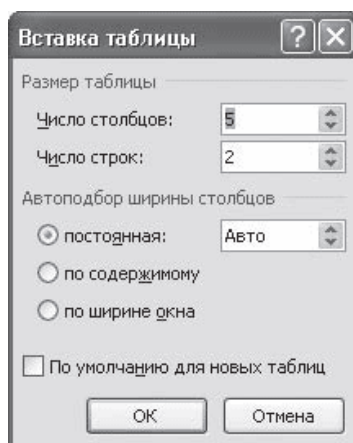 Вставка таблицы
Размер таблицы
Число столбцов: 5
Число строк: 2
Автоподбор ширины столбцов
постоянная: Авто
по содержимому
по ширине окна
По умолчанию для новых таблиц
ОК Отмена